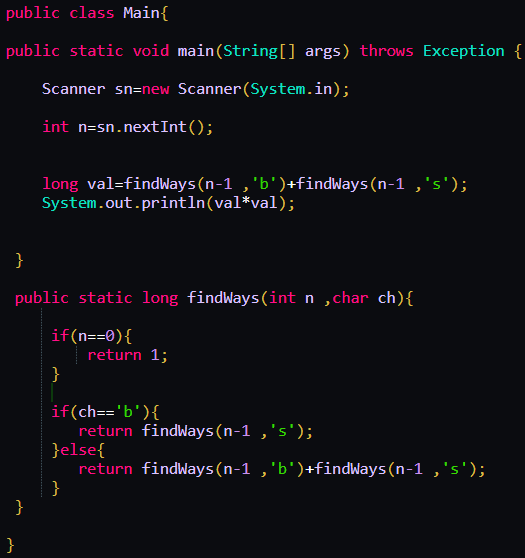 public class Main{
public static void main(String[] args) throws Exception {
Scanner sn=new Scanner(System.in);
int n=sn.nextInt();
long val=findWays(n-1 ,'b')+findWays(n-1 ,'s');
System.out.println(val*val);
}
public static long findWays(int n ,char ch){
if(n==0){
return 1;
}
if(ch=='b'){
return findWays(n-1 ,'s');
}else{
return findWays(n-1 ,'b')+findWays(n-1 ,'s');
}
}
}